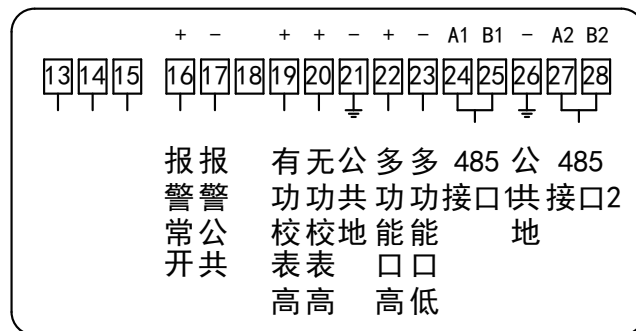 + − + + − + − A1 B1 − A2 B2
13 14 15 16 17 18 19 20 21 22 23 24 25 26 27 28
报警常开
报警公共
有功校表高
无功校表高
公共地
多功能口高
多功能口低
485
接口1
公共地
485
接口2